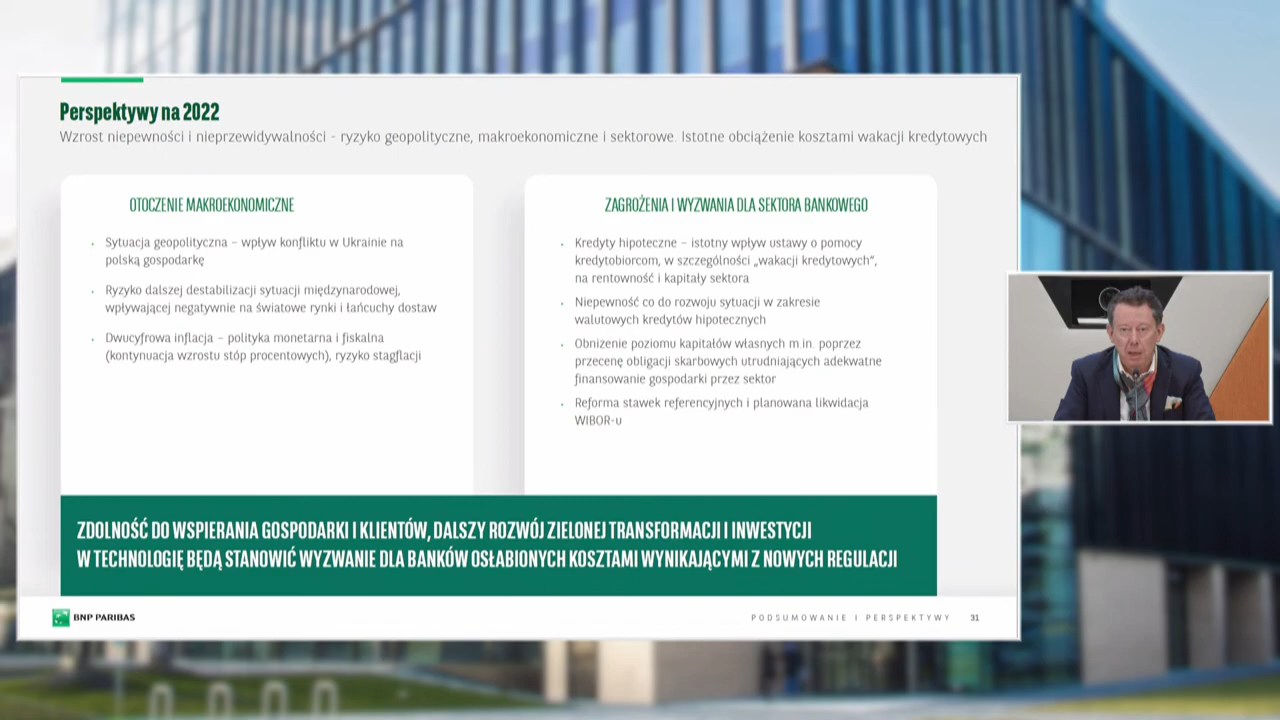 Perspektywy na 2022
Wzrost niepewności i nieprzewidywalności - ryzyko geopolityczne, makroekonomiczne i sektorowe. Istotne obciążenie kosztami wakacji kredytowych
OTOCZENIE MAKROEKONOMICZNE
• Sytuacja geopolityczna – wpływ konfliktu w Ukrainie na
polską gospodarkę
• Ryzyko dalszej destabilizacji sytuacji międzynarodowej,
wpływającej negatywnie na światowe rynki i łańcuchy dostaw
• Dwucyfrowa inflacja – polityka monetarna i fiskalna
(kontynuacja wzrostu stóp procentowych), ryzyko stagflacji
ZAGROŻENIA I WYZWANIA DLA SEKTORA BANKOWEGO
• Kredyty hipoteczne – istotny wpływ ustawy o pomocy
kredytobiorcom, w szczególności „wakacji kredytowych”,
na rentowność i kapitały sektora
• Niepewność co do rozwoju sytuacji w zakresie
walutowych kredytów hipotecznych
• Obniżenie poziomu kapitałów własnych m.in. poprzez
przecenę obligacji skarbowych utrudniających adekwatne
finansowanie gospodarki przez sektor
• Reforma stawek referencyjnych i planowana likwidacja
WIBOR-u
ZDOLNOŚĆ DO WSPIERANIA GOSPODARKI I KLIENTÓW, DALSZY ROZWÓJ ZIELONEJ TRANSFORMACJI I INWESTYCJI
W TECHNOLOGIĘ BĘDĄ STANOWIĆ WYZWANIE DLA BANKÓW OSŁABIONYCH KOSZTAMI WYNIKAJĄCYMI Z NOWYCH REGULACJI
BNP PARIBAS
PODSUMOWANIE I PERSPEKTYWY 31